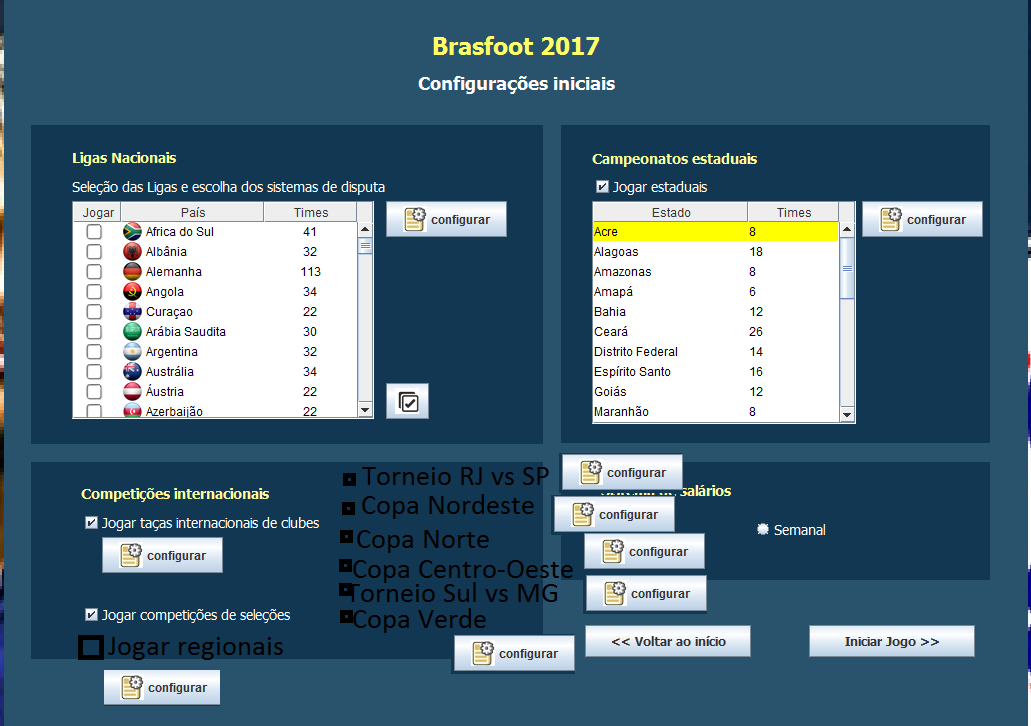 Brasfoot 2017
Configurações iniciais
Ligas Nacionais
Seleção das Ligas e escolha dos sistemas de disputa
Jogar País Times
Africa do Sul 41
Albânia 32
Alemanha 113
Angola 34
Curaçao 22
Arábia Saudita 30
Argentina 32
Austrália 34
Áustria 22
Azerbaijão 22
configurar
Campeonatos estaduais
Jogar estaduais
Estado Times
Acre 8
Alagoas 18
Amazonas 8
Amapá 6
Bahia 12
Ceará 26
Distrito Federal 14
Espírito Santo 16
Goiás 12
Maranhão 8
configurar
Competições internacionais
Jogar taças internacionais de clubes
configurar
Jogar competições de seleções
Jogar regionais
configurar
Torneio RJ vs SP
configurar
Copa Nordeste
configurar
Copa Norte
configurar
Copa Centro-Oeste
Torneio Sul vs MG
configurar
Copa Verde
configurar
salários
Semanal
<< Voltar ao início
Iniciar Jogo >>